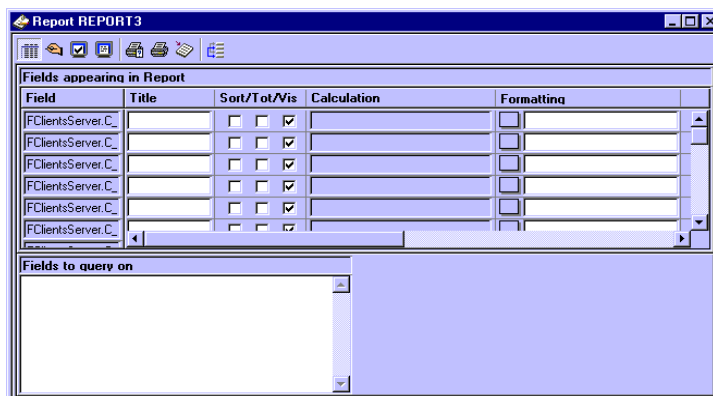 Report REPORT3
Fields appearing in Report
Field Title Sort/Tot/Vis Calculation Formatting
FClientsServer.C_
FClientsServer.C_
FClientsServer.C_
FClientsServer.C_
FClientsServer.C_
FClientsServer.C_
Fields to query on